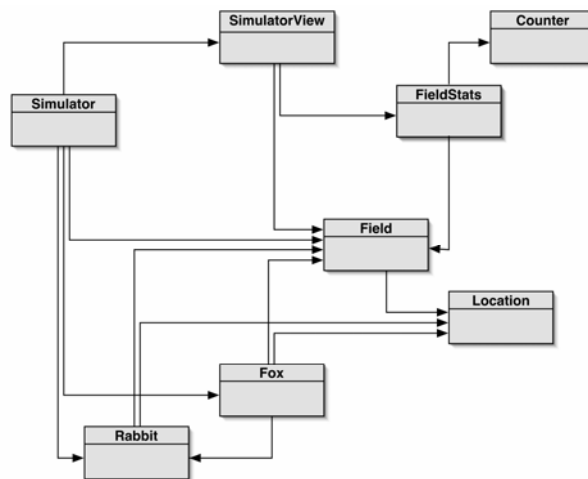 SimulatorView
Counter
Simulator
FieldStats
Field
Location
Fox
Rabbit